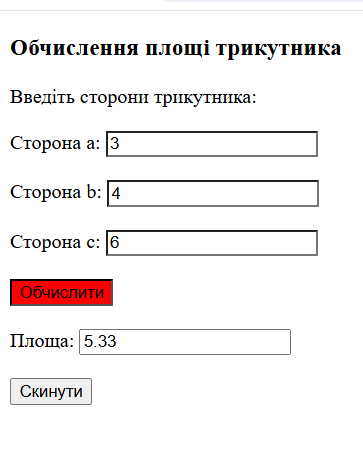 Обчислення площі трикутника
Введіть сторони трикутника:
Сторона a: 3
Сторона b: 4
Сторона c: 6
Обчислити
Площа: 5.33
Скинути